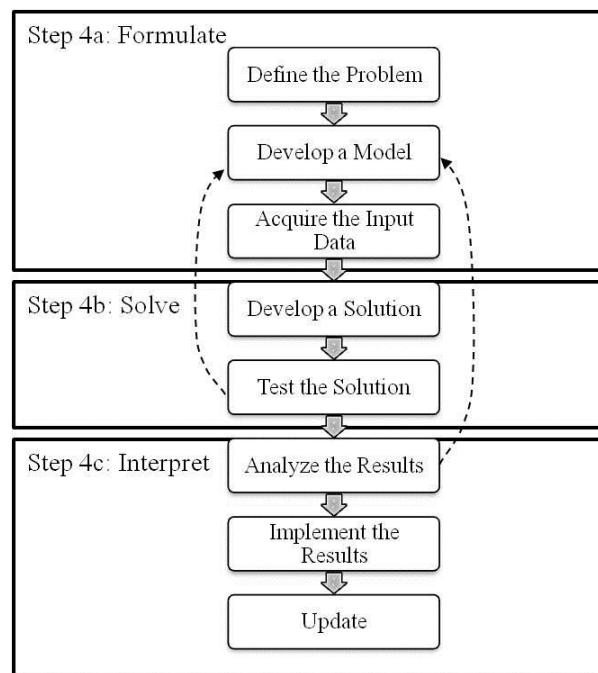 Step 4a: Formulate
Define the Problem
Develop a Model
Acquire the Input
Data
Step 4b: Solve
Develop a Solution
Test the Solution
Step 4c: Interpret
Analyze the Results
Implement the
Results
Update